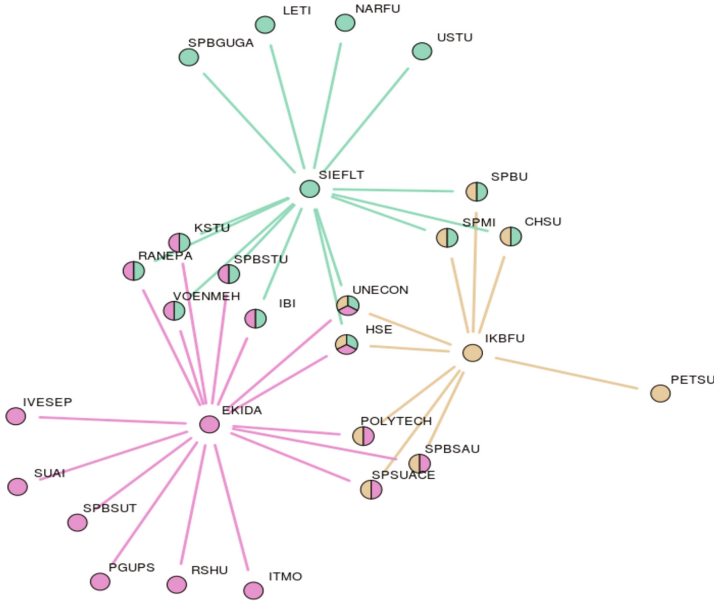 LETI
NARFU
SPBGUGA
USTU
SIEFLT
SPBU
KSTU
SPMI
CHSU
RANEPA
SPBSTU
VOENMEH
IBI
UNECON
HSE
IKBFU
PETSU
IVESEP
EKIDA
POLYTECH
SPBSAU
SUAI
SPSUACE
SPBSUT
PGUPS
RSHU
ITMO